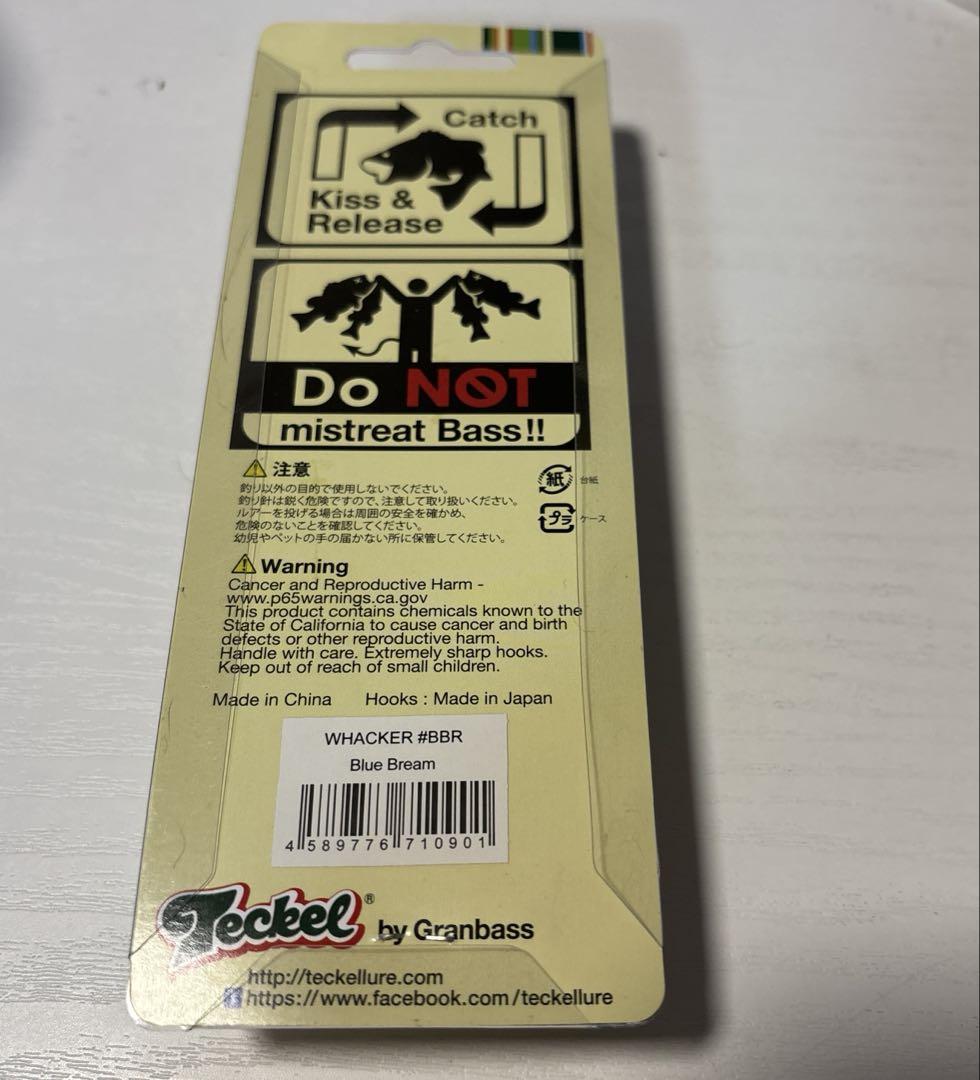 Catch
Kiss &
Release
Do NOT
mistreat Bass!!
注意
釣り以外の目的で使用しないでください。
釣り針は鋭く危険ですので、注意して取り扱いください。
ルアーを投げる場合は周囲の安全を確かめ、
危険のないことを確認してください。
幼児やペットの手の届かない所に保管してください。
紙 台紙
プラ ケース
Warning
Cancer and Reproductive Harm -
www.p65warnings.ca.gov
This product contains chemicals known to the
State of California to cause cancer and birth
defects or other reproductive harm.
Handle with care. Extremely sharp hooks.
Keep out of reach of small children.
Made in China Hooks : Made in Japan
WHACKER #BBR
Blue Bream
4 589776 710901
Teckel® by Granbass
http://teckellure.com
f https://www.facebook.com/teckellure